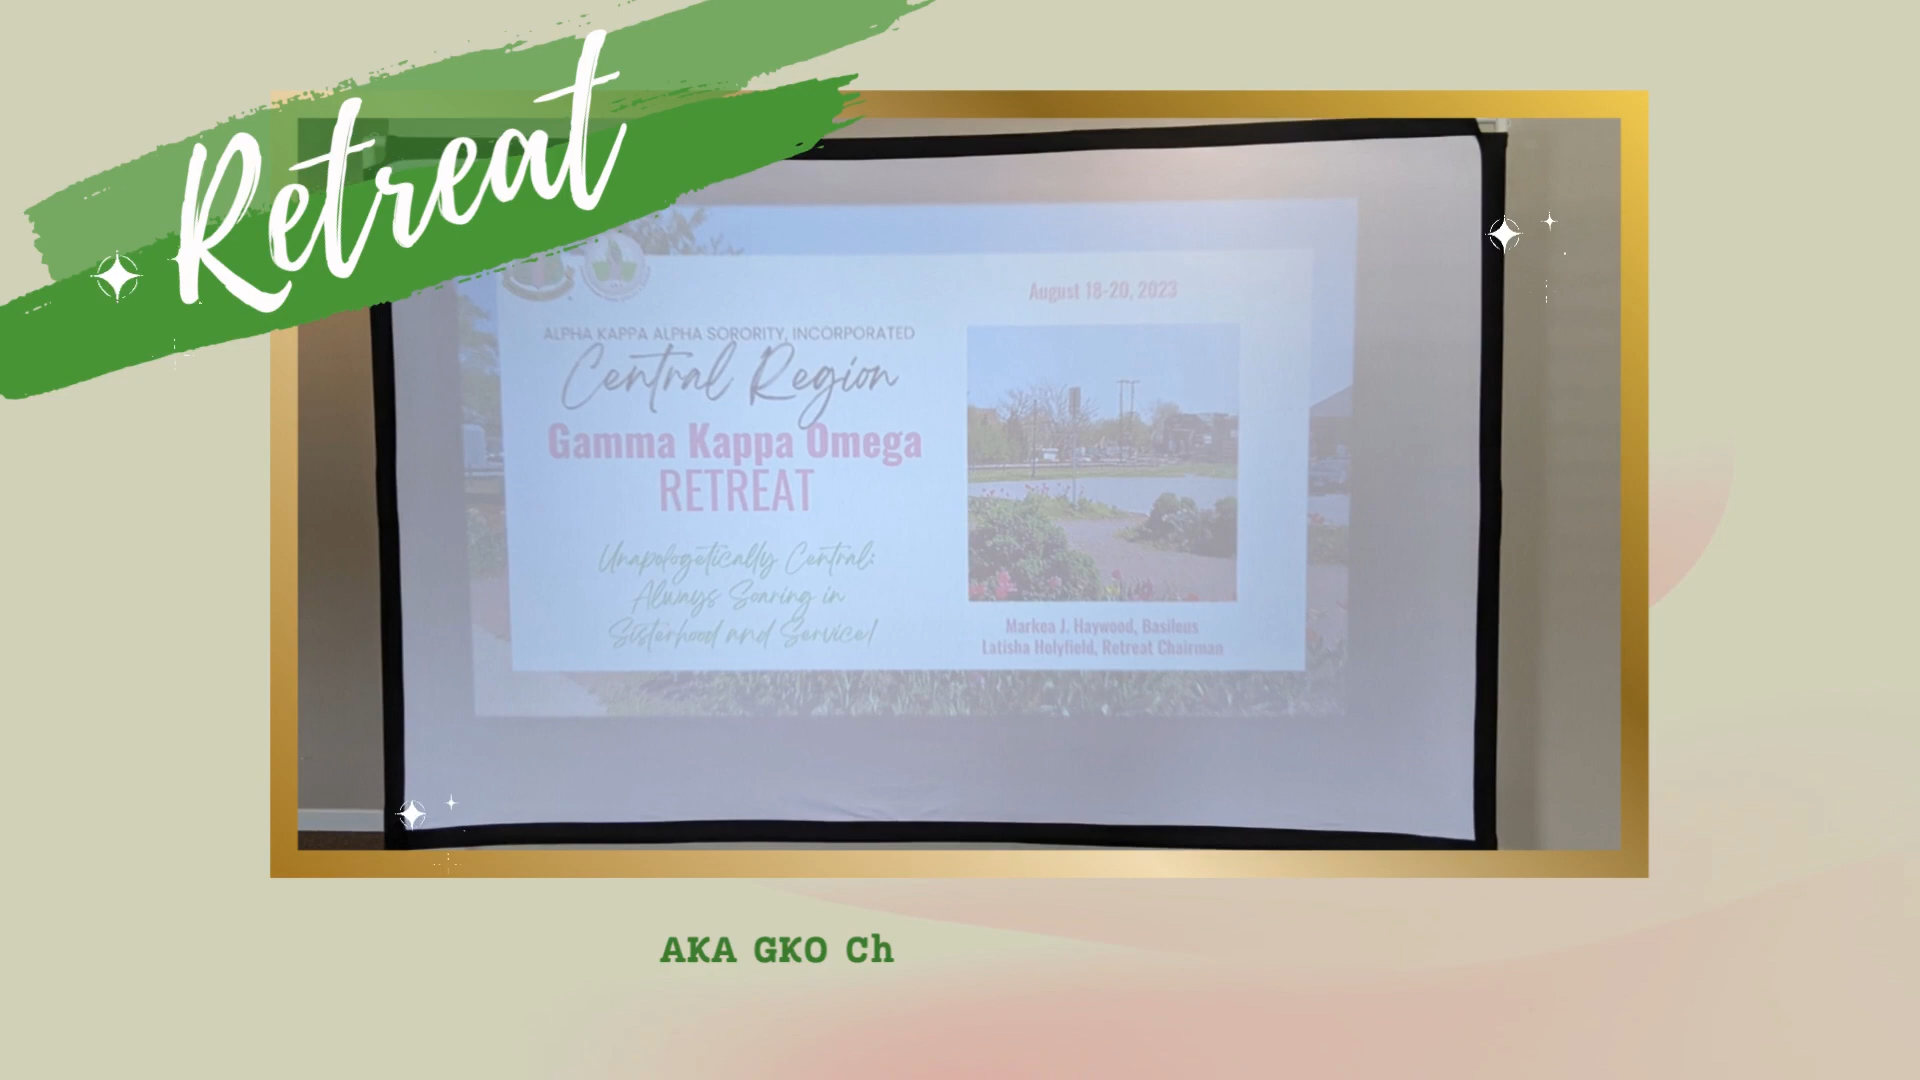 Retreat
August 18-20, 2023
ALPHA KAPPA ALPHA SORORITY, INCORPORATED
Central Region
Gamma Kappa Omega
RETREAT
Unapologetically Central:
Always Soaring in
Sisterhood and Service!
Markea J. Haywood, Basileus
Latisha Holyfield, Retreat Chairman
AKA GKO Ch